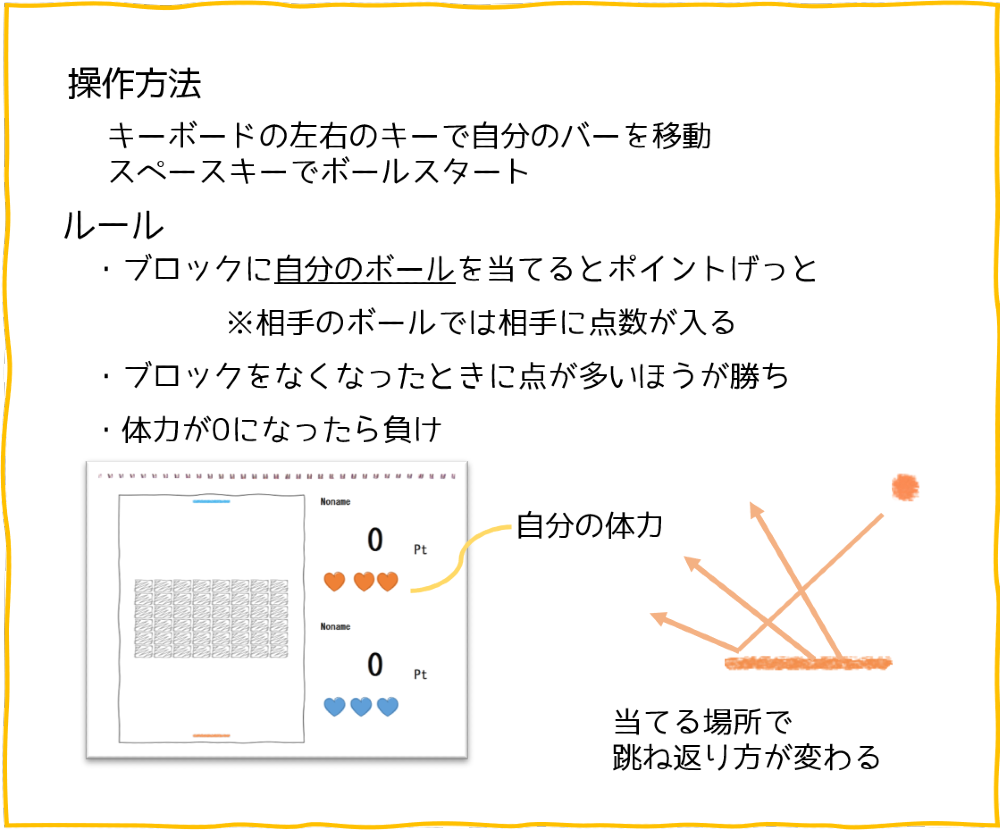 操作方法
キーボードの左右のキーで自分のバーを移動
スペースキーでボールスタート
ルール
・ブロックに自分のボールを当てるとポイントげっと
※相手のボールでは相手に点数が入る
・ブロックをなくなったときに点が多いほうが勝ち
・体力が0になったら負け
Noname
0 Pt
自分の体力
Noname
0 Pt
当てる場所で
跳ね返り方が変わる